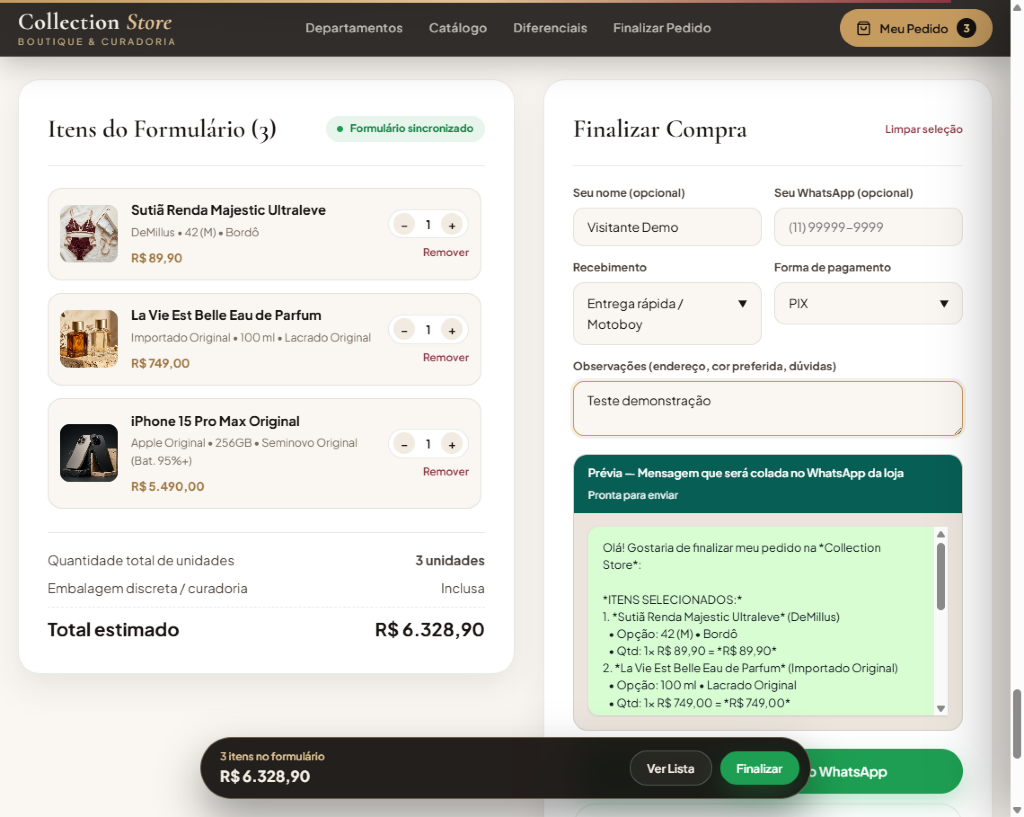 Collection Store
BOUTIQUE & CURADORIA
Departamentos
Catálogo
Diferenciais
Finalizar Pedido
Meu Pedido 3
Itens do Formulário (3)
Formulário sincronizado
Sutiã Renda Majestic Ultraleve
DeMillus • 42 (M) • Bordô
R$ 89,90
– 1 +
Remover
La Vie Est Belle Eau de Parfum
Importado Original • 100 ml • Lacrado Original
R$ 749,00
– 1 +
Remover
iPhone 15 Pro Max Original
Apple Original • 256GB • Seminovo Original
(Bat. 95%+)
R$ 5.490,00
– 1 +
Remover
Quantidade total de unidades 3 unidades
Embalagem discreta / curadoria Inclusa
Total estimado R$ 6.328,90
Finalizar Compra
Limpar seleção
Seu nome (opcional)
Visitante Demo
Seu WhatsApp (opcional)
(11) 99999-9999
Recebimento
Entrega rápida /
Motoboy
Forma de pagamento
PIX
Observações (endereço, cor preferida, dúvidas)
Teste demonstração
Prévia — Mensagem que será colada no WhatsApp da loja
Pronta para enviar
Olá! Gostaria de finalizar meu pedido na *Collection
Store*:
*ITENS SELECIONADOS:*
1. *Sutiã Renda Majestic Ultraleve* (DeMillus)
• Opção: 42 (M) • Bordô
• Qtd: 1x R$ 89,90 = *R$ 89,90*
2. *La Vie Est Belle Eau de Parfum* (Importado Original)
• Opção: 100 ml • Lacrado Original
• Qtd: 1x R$ 749,00 = *R$ 749,00*
3 itens no formulário
R$ 6.328,90
Ver Lista
Finalizar
o WhatsApp